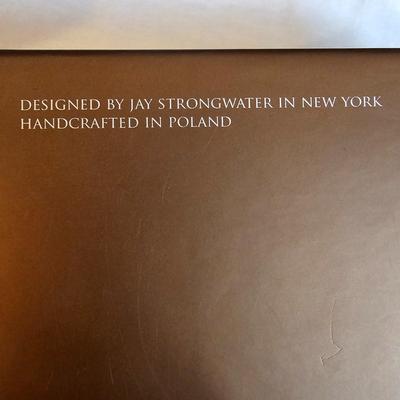 DESIGNED BY JAY STRONGWATER IN NEW YORK
HANDCRAFTED IN POLAND